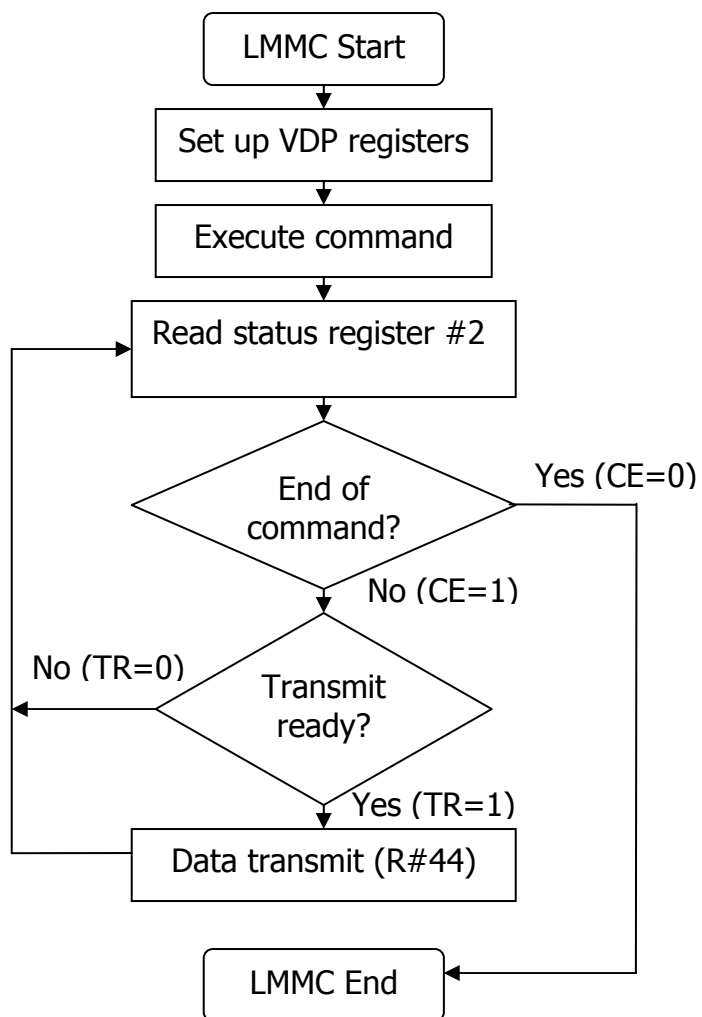 LMMC Start
Set up VDP registers
Execute command
Read status register #2
End of
command?
Yes (CE=0)
No (CE=1)
No (TR=0)
Transmit
ready?
Yes (TR=1)
Data transmit (R#44)
LMMC End